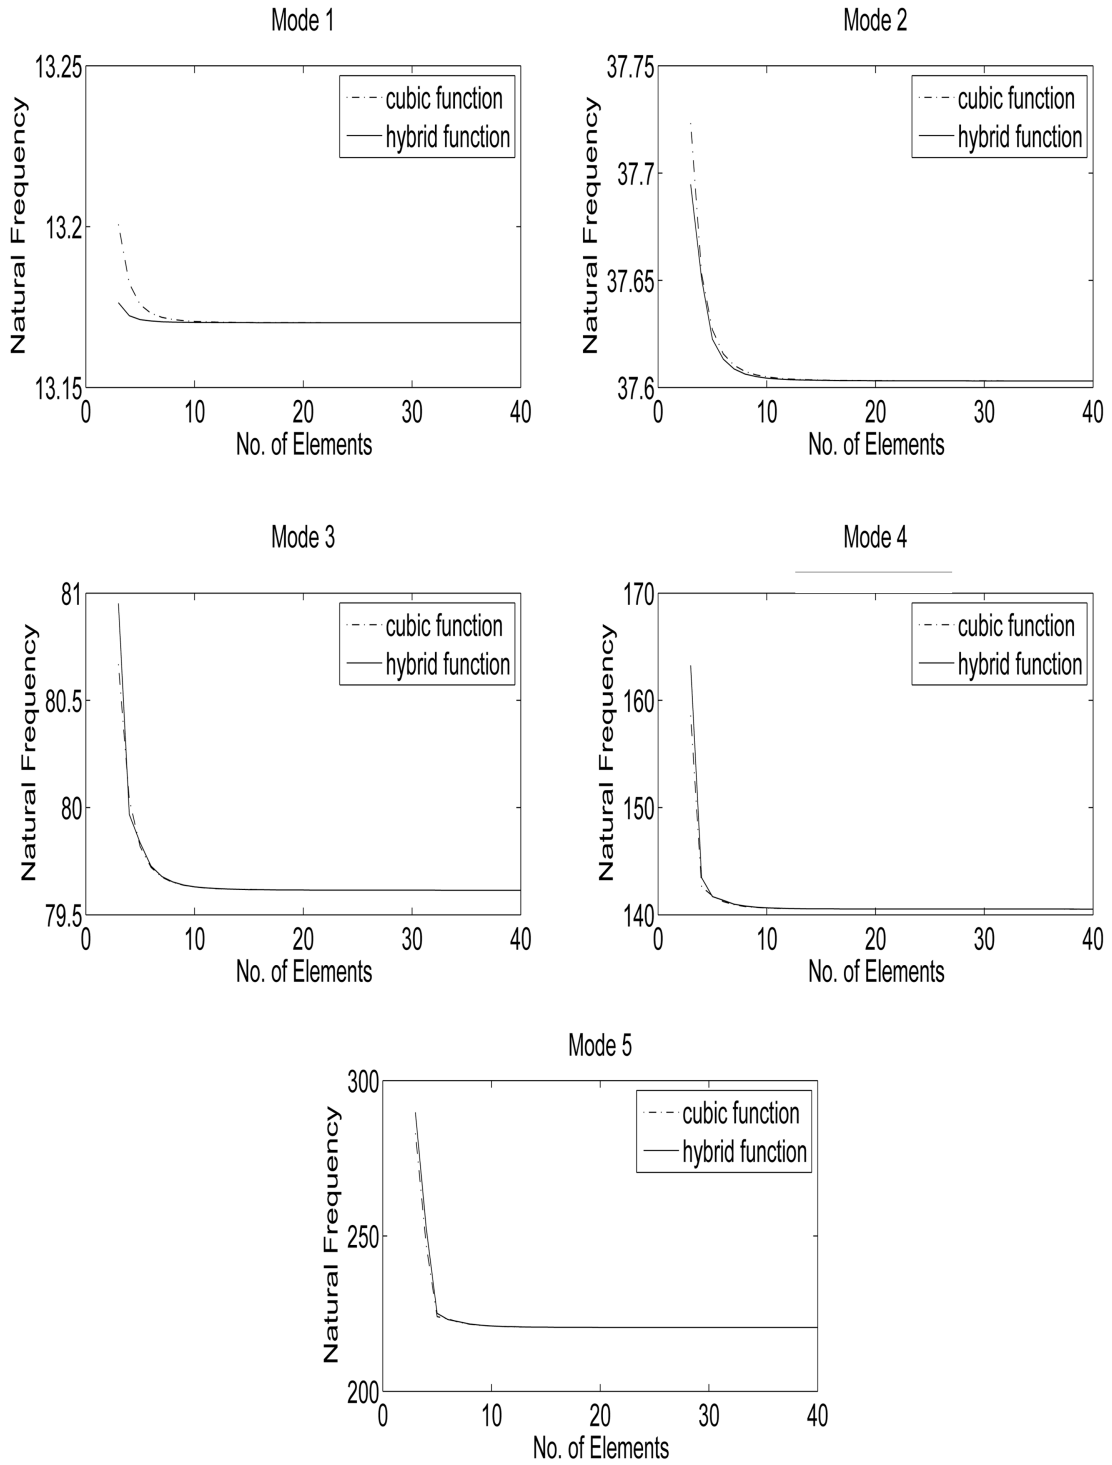 Mode 1
13.25
13.2
13.15
Natural Frequency
cubic function
hybrid function
0 10 20 30 40
No. of Elements
Mode 2
37.75
37.7
37.65
37.6
Natural Frequency
cubic function
hybrid function
0 10 20 30 40
No. of Elements
Mode 3
81
80.5
80
79.5
Natural Frequency
cubic function
hybrid function
0 10 20 30 40
No. of Elements
Mode 4
170
160
150
140
Natural Frequency
cubic function
hybrid function
0 10 20 30 40
No. of Elements
Mode 5
300
250
200
Natural Frequency
cubic function
hybrid function
0 10 20 30 40
No. of Elements